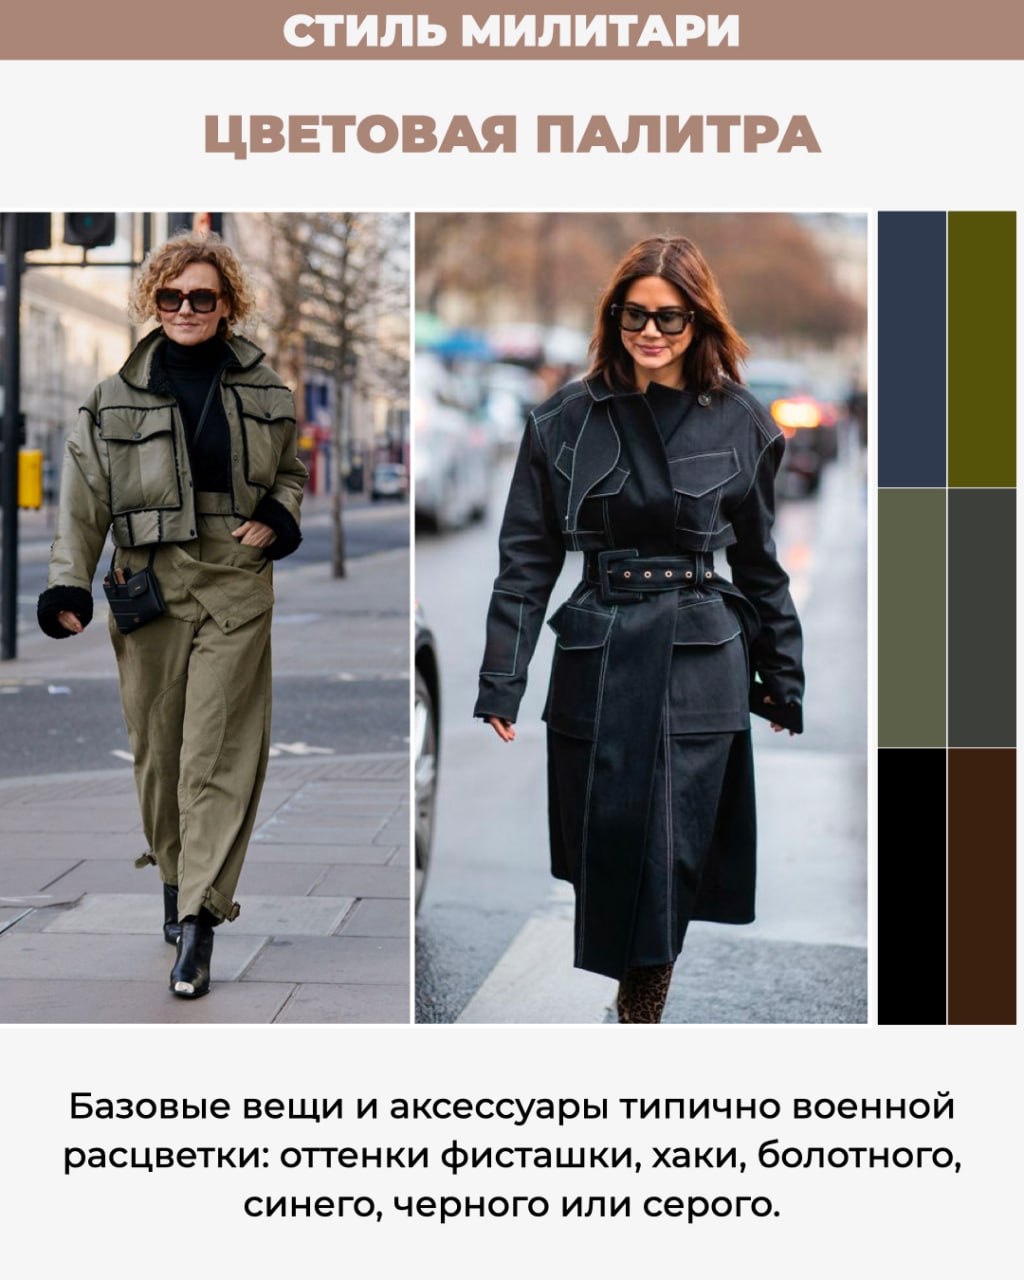 СТИЛЬ МИЛИТАРИ
ЦВЕТОВАЯ ПАЛИТРА
Базовые вещи и аксессуары типично военной
расцветки: оттенки фисташки, хаки, болотного,
синего, черного или серого.